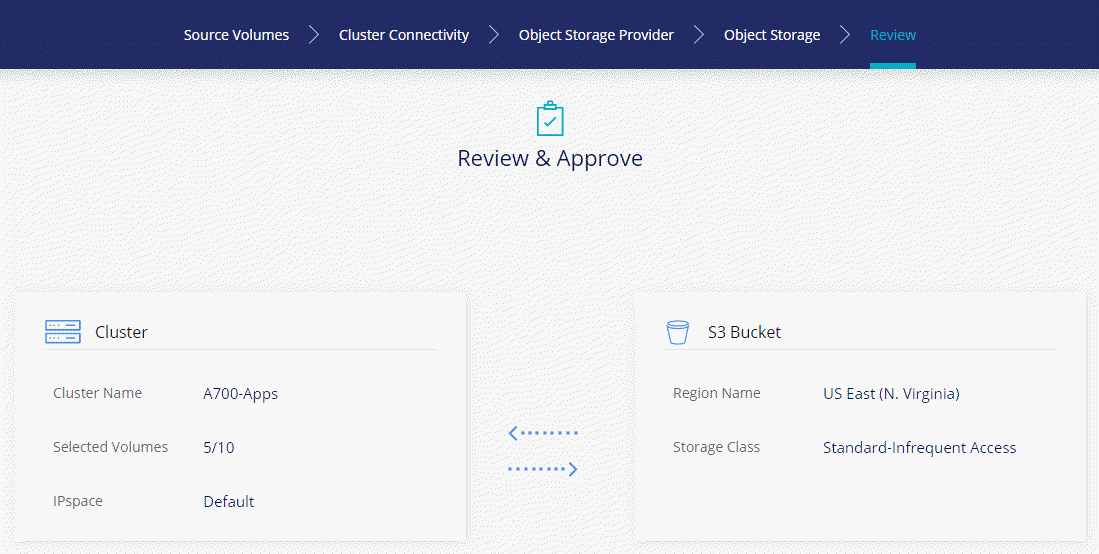 Source Volumes Cluster Connectivity Object Storage Provider Object Storage Review
Review & Approve
Cluster
Cluster Name A700-Apps
Selected Volumes 5/10
IPspace Default
S3 Bucket
Region Name US East (N. Virginia)
Storage Class Standard-Infrequent Access